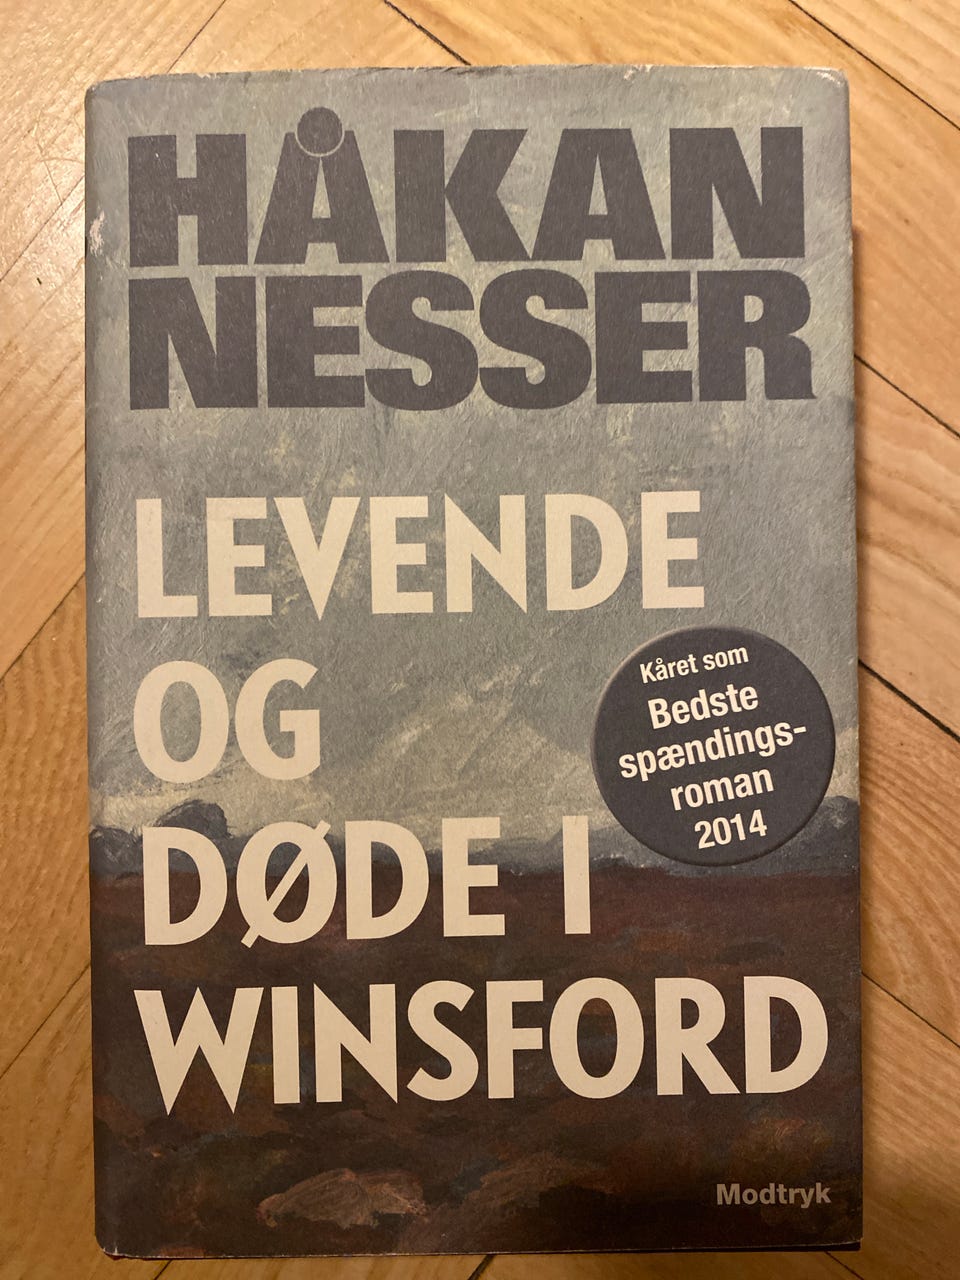 HÅKAN
NESSER
LEVENDE
OG
DØDE I
WINSFORD
Kåret som
Bedste
spændings-
roman
2014
Modtryk